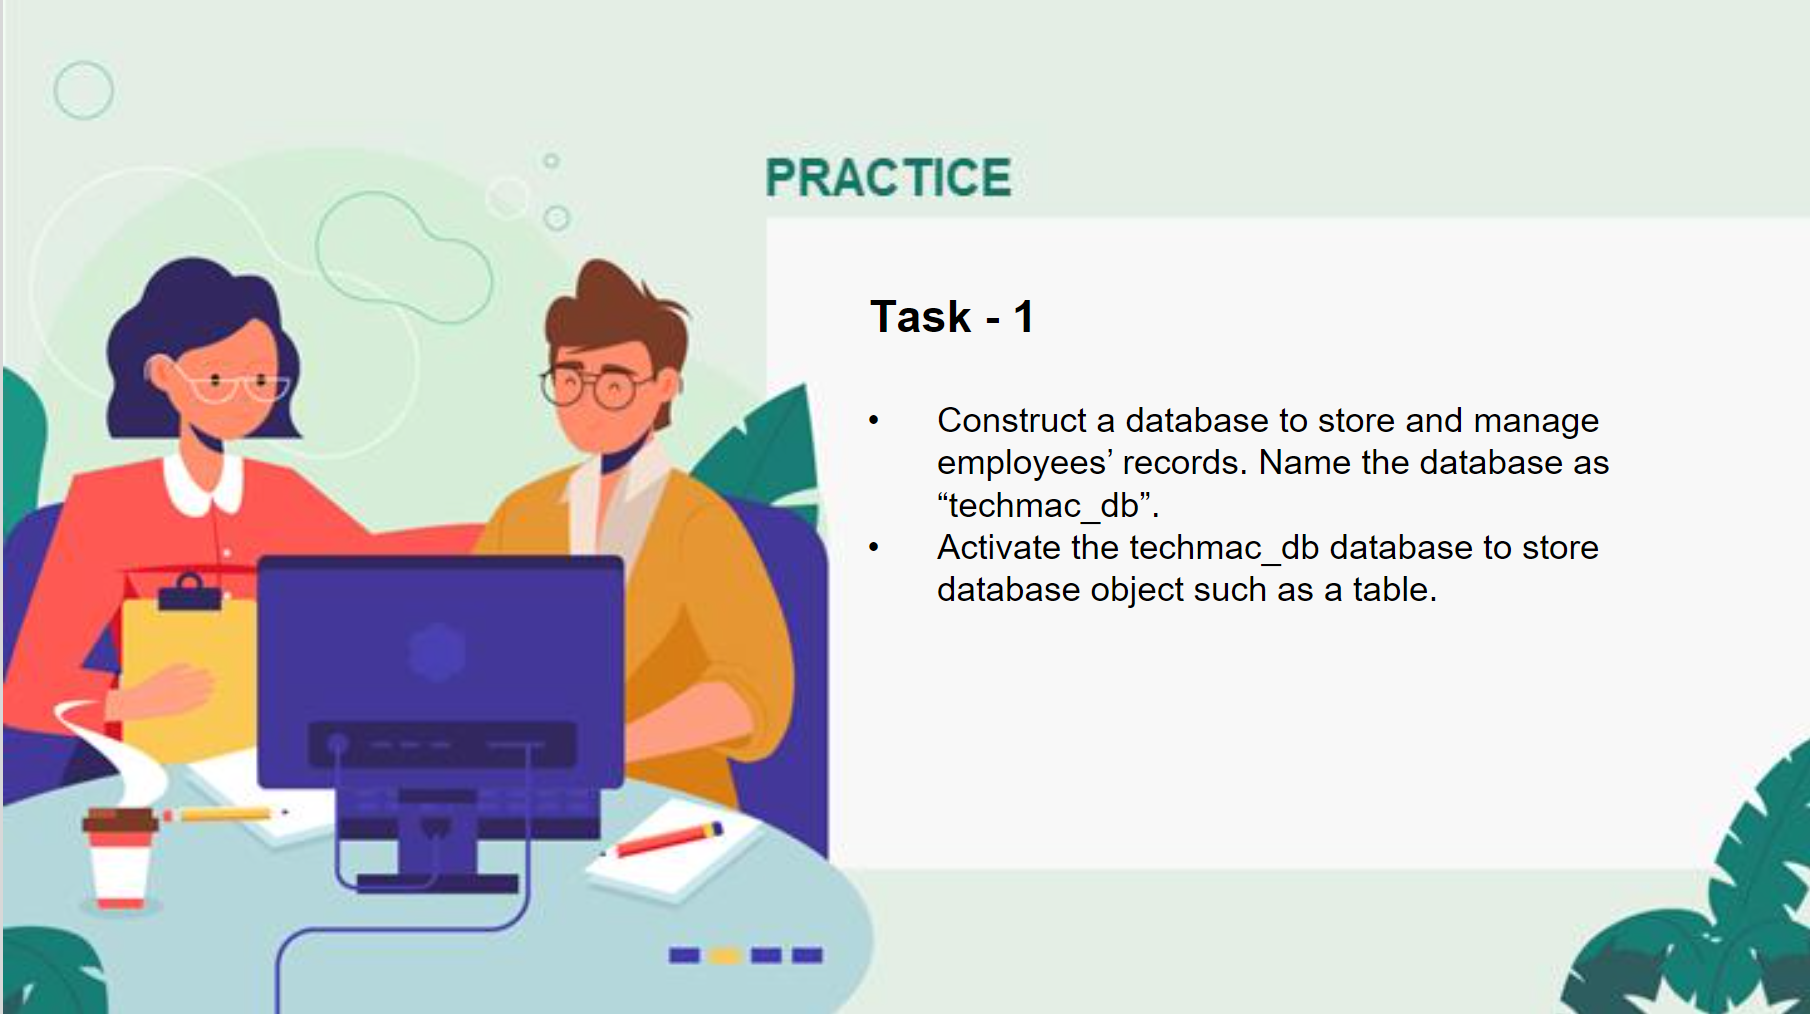 PRACTICE
Task - 1
• Construct a database to store and manage
employees’ records. Name the database as
“techmac_db”.
• Activate the techmac_db database to store
database object such as a table.